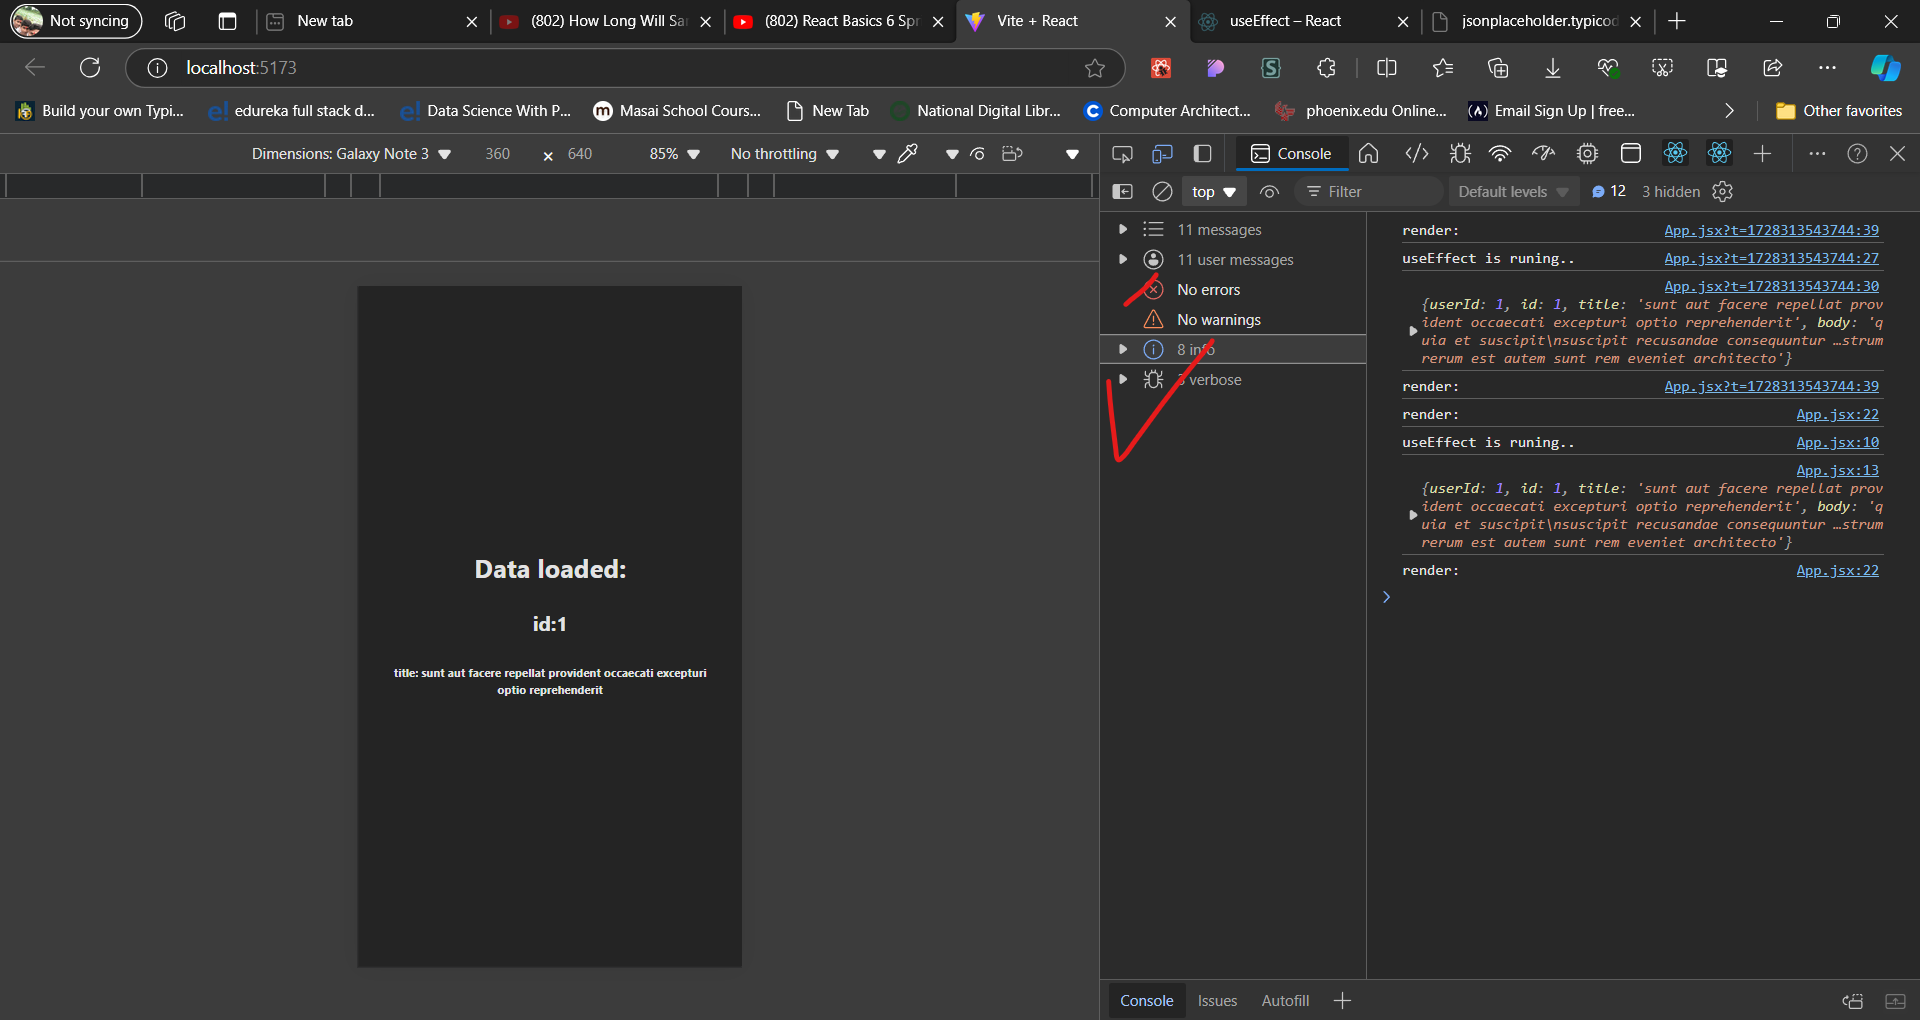 Not syncing
New tab
(802) How Long Will Sar
(802) React Basics 6 Spr
Vite + React
useEffect – React
jsonplaceholder.typicod
localhost:5173
Build your own Typi...
edureka full stack d...
Data Science With P...
Masai School Cours...
New Tab
National Digital Libr...
Computer Architect...
phoenix.edu Online...
Email Sign Up | free...
Other favorites
Dimensions: Galaxy Note 3
360
×
640
85%
No throttling
Console
top
Filter
Default levels
12
3 hidden
11 messages
11 user messages
No errors
No warnings
8 info
3 verbose
render: App.jsx?t=1728313543744:39
useEffect is runing.. App.jsx?t=1728313543744:27
App.jsx?t=1728313543744:30
{userId: 1, id: 1, title: 'sunt aut facere repellat prov
ident occaecati excepturi optio reprehenderit', body: 'q
uia et suscipit\nsuscipit recusandae consequuntur …strum
rerum est autem sunt rem eveniet architecto'}
render: App.jsx?t=1728313543744:39
render: App.jsx:22
useEffect is runing.. App.jsx:10
App.jsx:13
{userId: 1, id: 1, title: 'sunt aut facere repellat prov
ident occaecati excepturi optio reprehenderit', body: 'q
uia et suscipit\nsuscipit recusandae consequuntur …strum
rerum est autem sunt rem eveniet architecto'}
render: App.jsx:22
Data loaded:
id:1
title: sunt aut facere repellat provident occaecati excepturi
optio reprehenderit
Console
Issues
Autofill